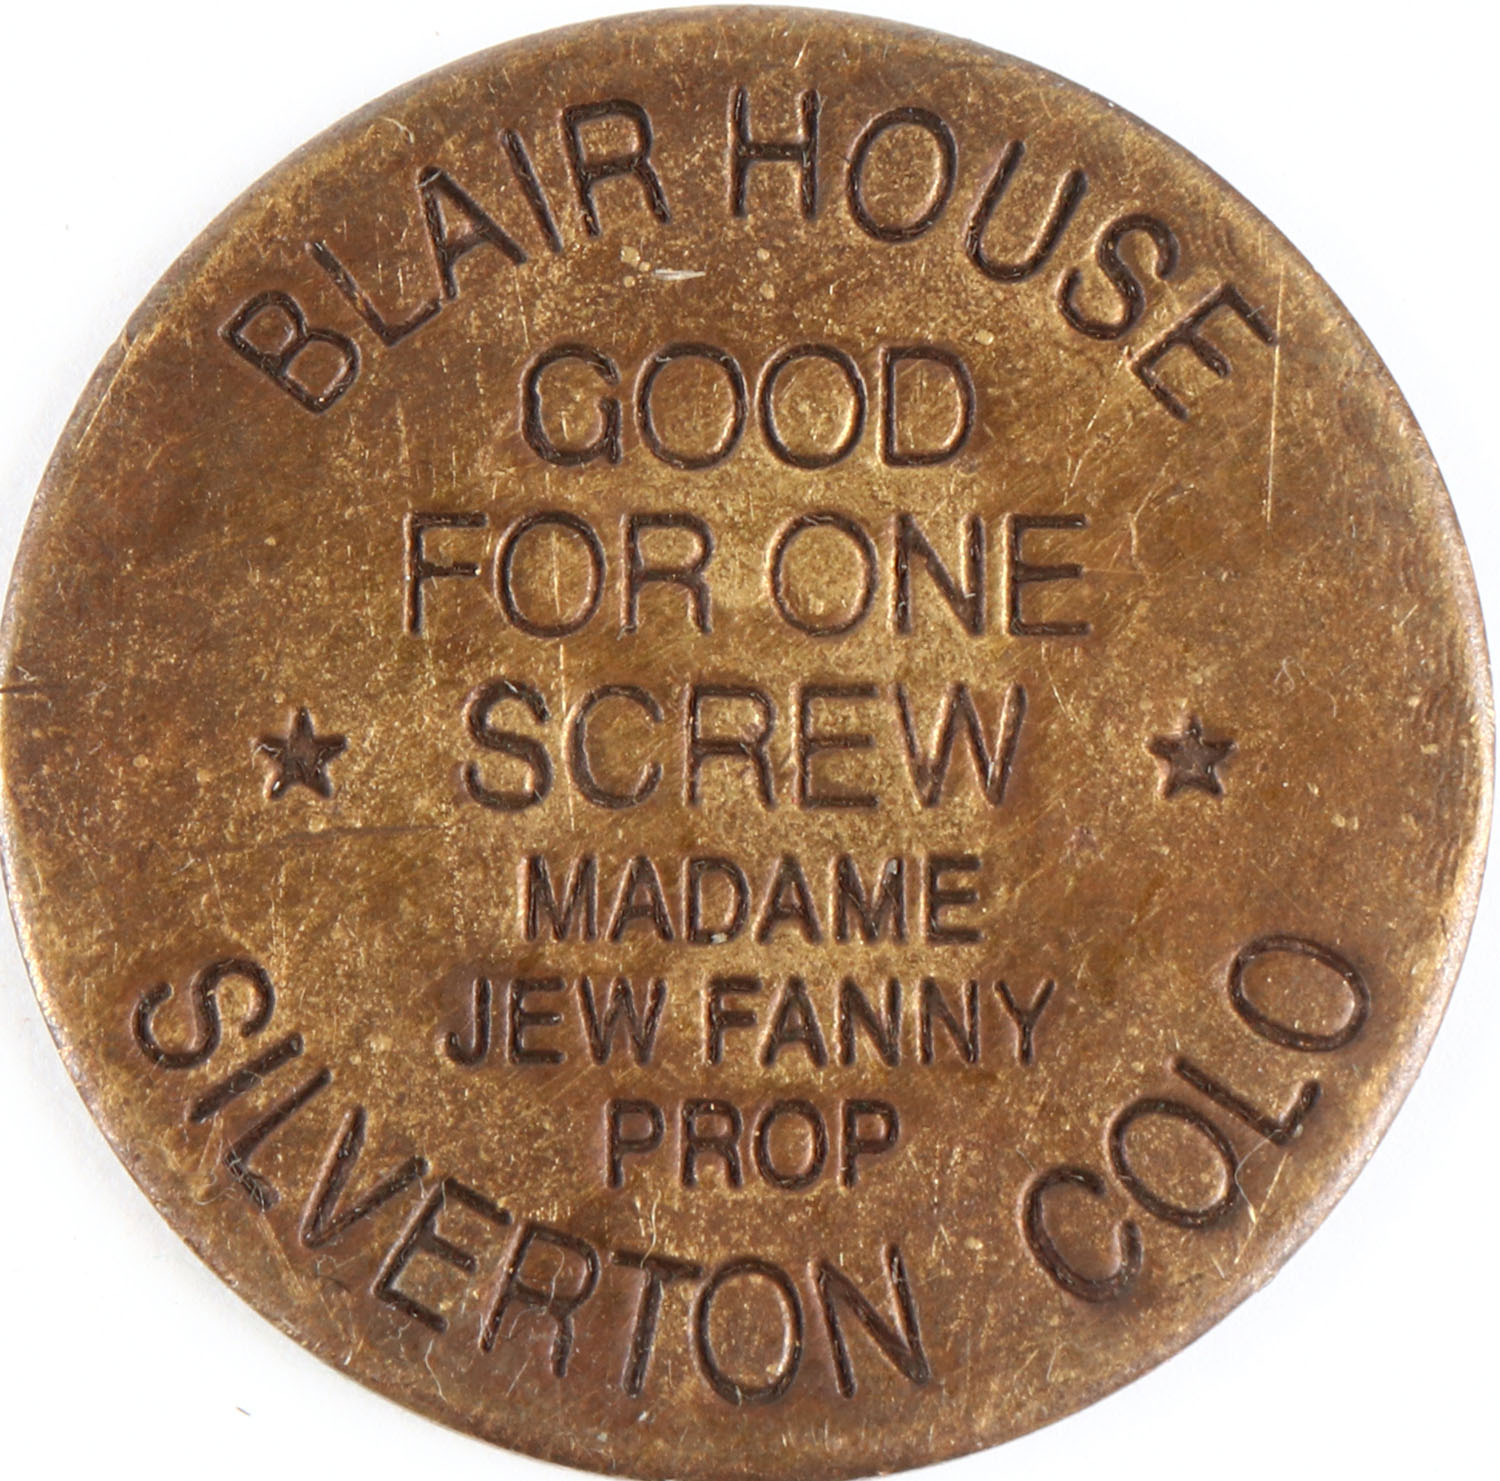 BLAIR HOUSE
GOOD
FOR ONE
SCREW
MADAME
JEW FANNY
PROP
SILVERTON COLO